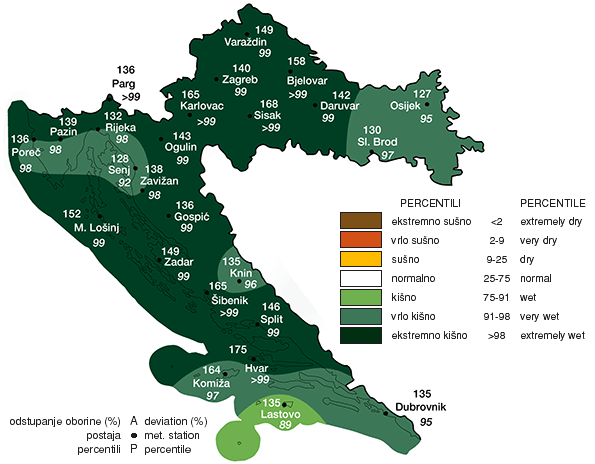 149
Varaždin
99
136
Parg
>99
140
Zagreb
99
158
Bjelovar
>99
165
Karlovac
>99
168
Sisak
>99
142
Daruvar
99
127
Osijek
95
130
Sl. Brod
97
132
Rijeka
98
139
Pazin
98
136
Poreč
98
143
Ogulin
99
128
Senj
92
138
Zavižan
98
136
Gospić
99
152
M. Lošinj
99
149
Zadar
99
135
Knin
96
165
Šibenik
>99
146
Split
99
175
Hvar
>99
164
Komiža
97
135
Lastovo
89
135
Dubrovnik
95
PERCENTILI PERCENTILE
ekstremno sušno <2 extremely dry
vrlo sušno 2-9 very dry
sušno 9-25 dry
normalno 25-75 normal
kišno 75-91 wet
vrlo kišno 91-98 very wet
ekstremno kišno >98 extremely wet
odstupanje oborine (%) A deviation (%)
postaja met. station
percentili P percentile